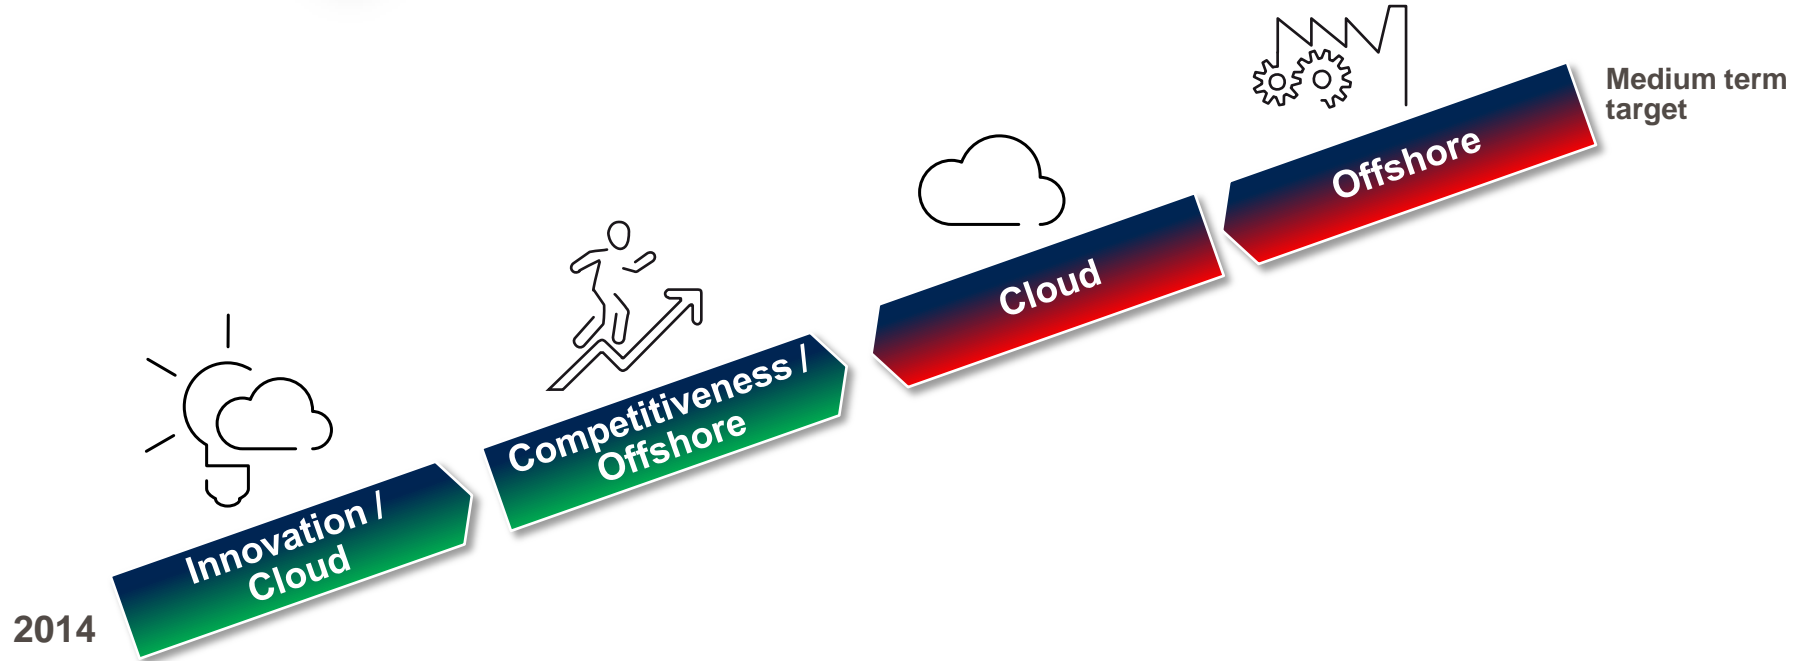 2014
Innovation /
Cloud
Competitiveness /
Offshore
Cloud
Offshore
Medium term
target